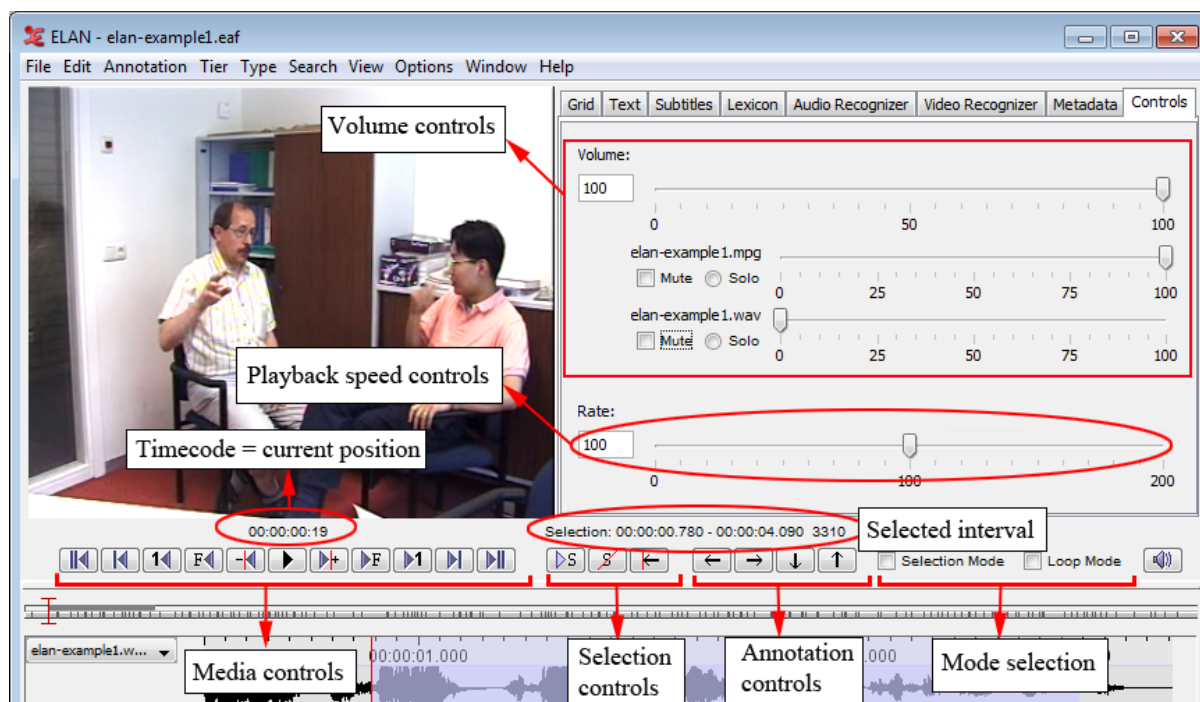 ELAN - elan-example1.eaf
File Edit Annotation Tier Type Search View Options Window Help
Grid Text Subtitles Lexicon Audio Recognizer Video Recognizer Metadata Controls
Volume controls
Volume:
100
0 50 100
elan-example1.mpg
Mute Solo
0 25 50 75 100
elan-example1.wav
Mute Solo
0 25 50 75 100
Playback speed controls
Rate:
100
0 100 200
Timecode = current position
00:00:00:19
Selection: 00:00:00.780 - 00:00:04.090 3310
Selected interval
1 F F 1 S S
Selection Mode Loop Mode
elan-example1.w...
00:00:01.000
.000
Media controls
Selection
controls
Annotation
controls
Mode selection